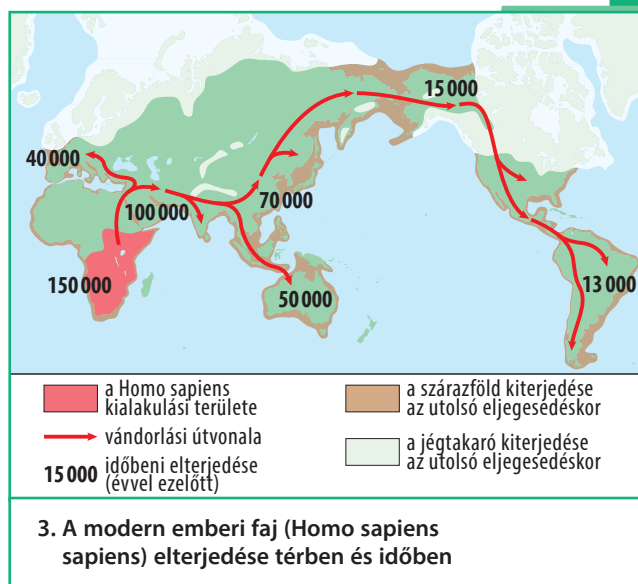 15 000
40 000
100 000
70 000
150 000
50 000
13 000
a Homo sapiens
kialakulási területe
vándorlási útvonala
15 000 időbeni elterjedése
(évvel ezelőtt)
a szárazföld kiterjedése
az utolsó eljegesedéskor
a jégtakaró kiterjedése
az utolsó eljegesedéskor
3. A modern emberi faj (Homo sapiens
sapiens) elterjedése térben és időben